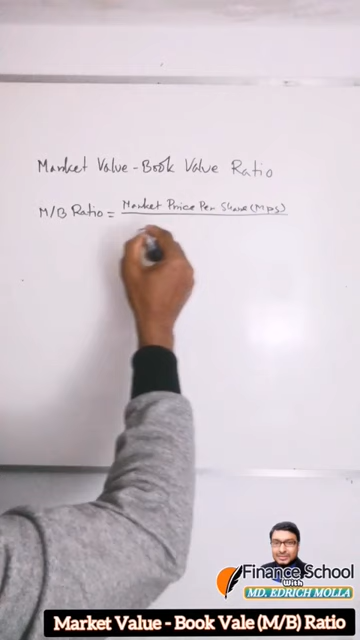 Market Value - Book Value Ratio
M/B Ratio = Market Price Per Share (Mps)
Finance School
With
MD. EDRICH MOLLA
Market Value - Book Vale (M/B) Ratio